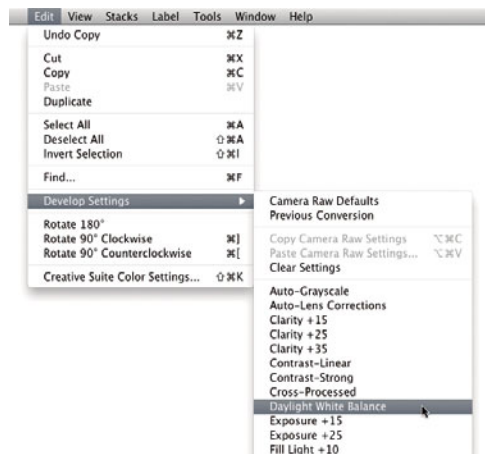 Edit View Stacks Label Tools Window Help
Undo Copy ⌘Z
Cut ⌘X
Copy ⌘C
Paste ⌘V
Duplicate
Select All ⌘A
Deselect All ⇧⌘A
Invert Selection ⇧⌘I
Find... ⌘F
Develop Settings ▶
Rotate 180°
Rotate 90° Clockwise ⌘]
Rotate 90° Counterclockwise ⌘[
Creative Suite Color Settings... ⇧⌘K
Camera Raw Defaults
Previous Conversion
Copy Camera Raw Settings ⌥⌘C
Paste Camera Raw Settings... ⌥⌘V
Clear Settings
Auto-Grayscale
Auto-Lens Corrections
Clarity +15
Clarity +25
Clarity +35
Contrast-Linear
Contrast-Strong
Cross-Processed
Daylight White Balance
Exposure +15
Exposure +25
Fill Light +10